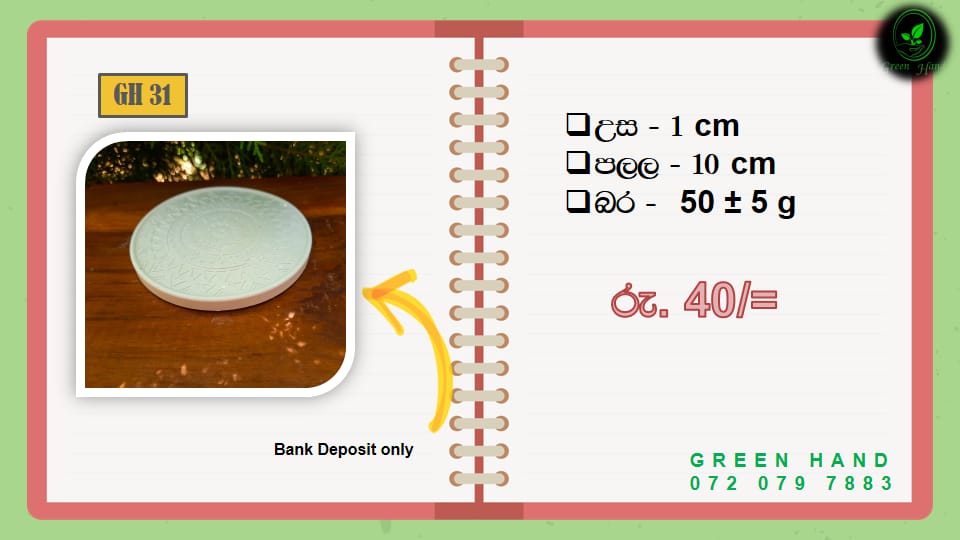 Green Hand
GH 31
❑උස - 1 cm
❑පලල - 10 cm
❑බර - 50 ± 5 g
රු. 40/=
Bank Deposit only
GREEN HAND
072 079 7883